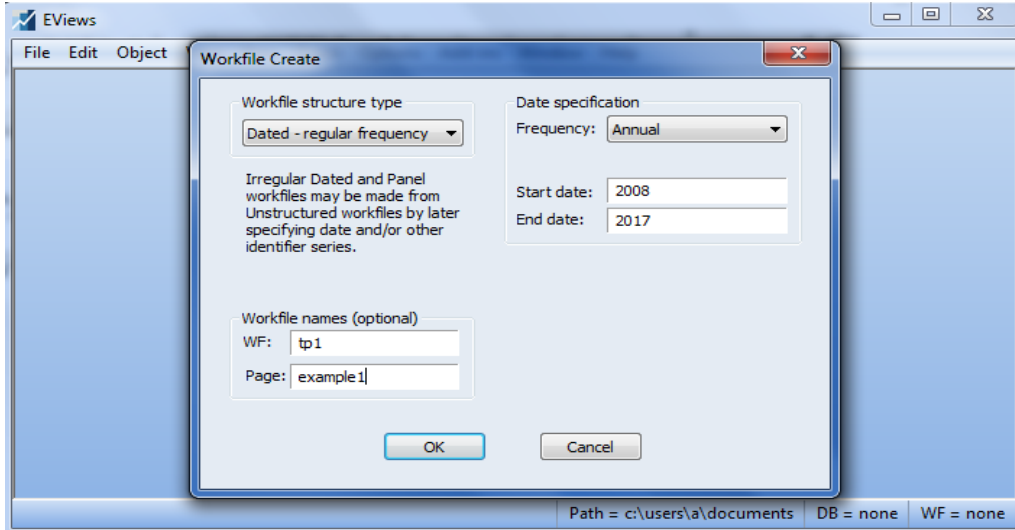 EViews
File Edit Object
Workfile Create
Workfile structure type
Dated - regular frequency
Irregular Dated and Panel
workfiles may be made from
Unstructured workfiles by later
specifying date and/or other
identifier series.
Date specification
Frequency: Annual
Start date: 2008
End date: 2017
Workfile names (optional)
WF: tp1
Page: example1
OK Cancel
Path = c:\users\a\documents DB = none WF = none